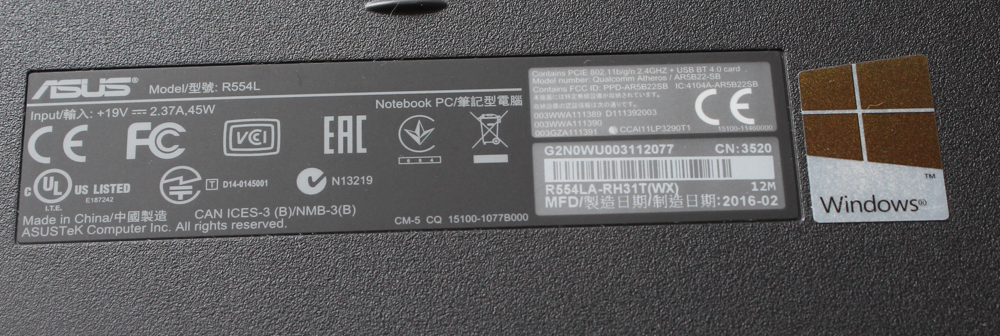 ASUS Model/型號: R554L
Input/輸入: +19V ⎓ 2.37A,45W
Notebook PC/筆記型電腦
CE FC VCCI EAC
C UL US LISTED
I.T.E. E187242
T D14-0145001
N13219
Made in China/中國製造
CAN ICES-3 (B)/NMB-3(B)
ASUSTeK Computer Inc. All rights reserved.
CM-5 CQ 15100-1077B000
Contains PCIE 802.11b/g/n 2.4GHZ + USB BT 4.0 card
Model Number: Qualcomm Atheros / AR5B22-SB
Contains FCC ID: PPD-AR5B22SB IC:4104A-AR5B22SB
003WWA111389 D111392003
003WWA111390
003GZA111391 CCAI11LP3290T1
CE
G2N0WU003112077 CN:3520
R554LA-RH31T(WX) 12M
MFD/製造日期/制造日期:2016-02
Windows®
TM